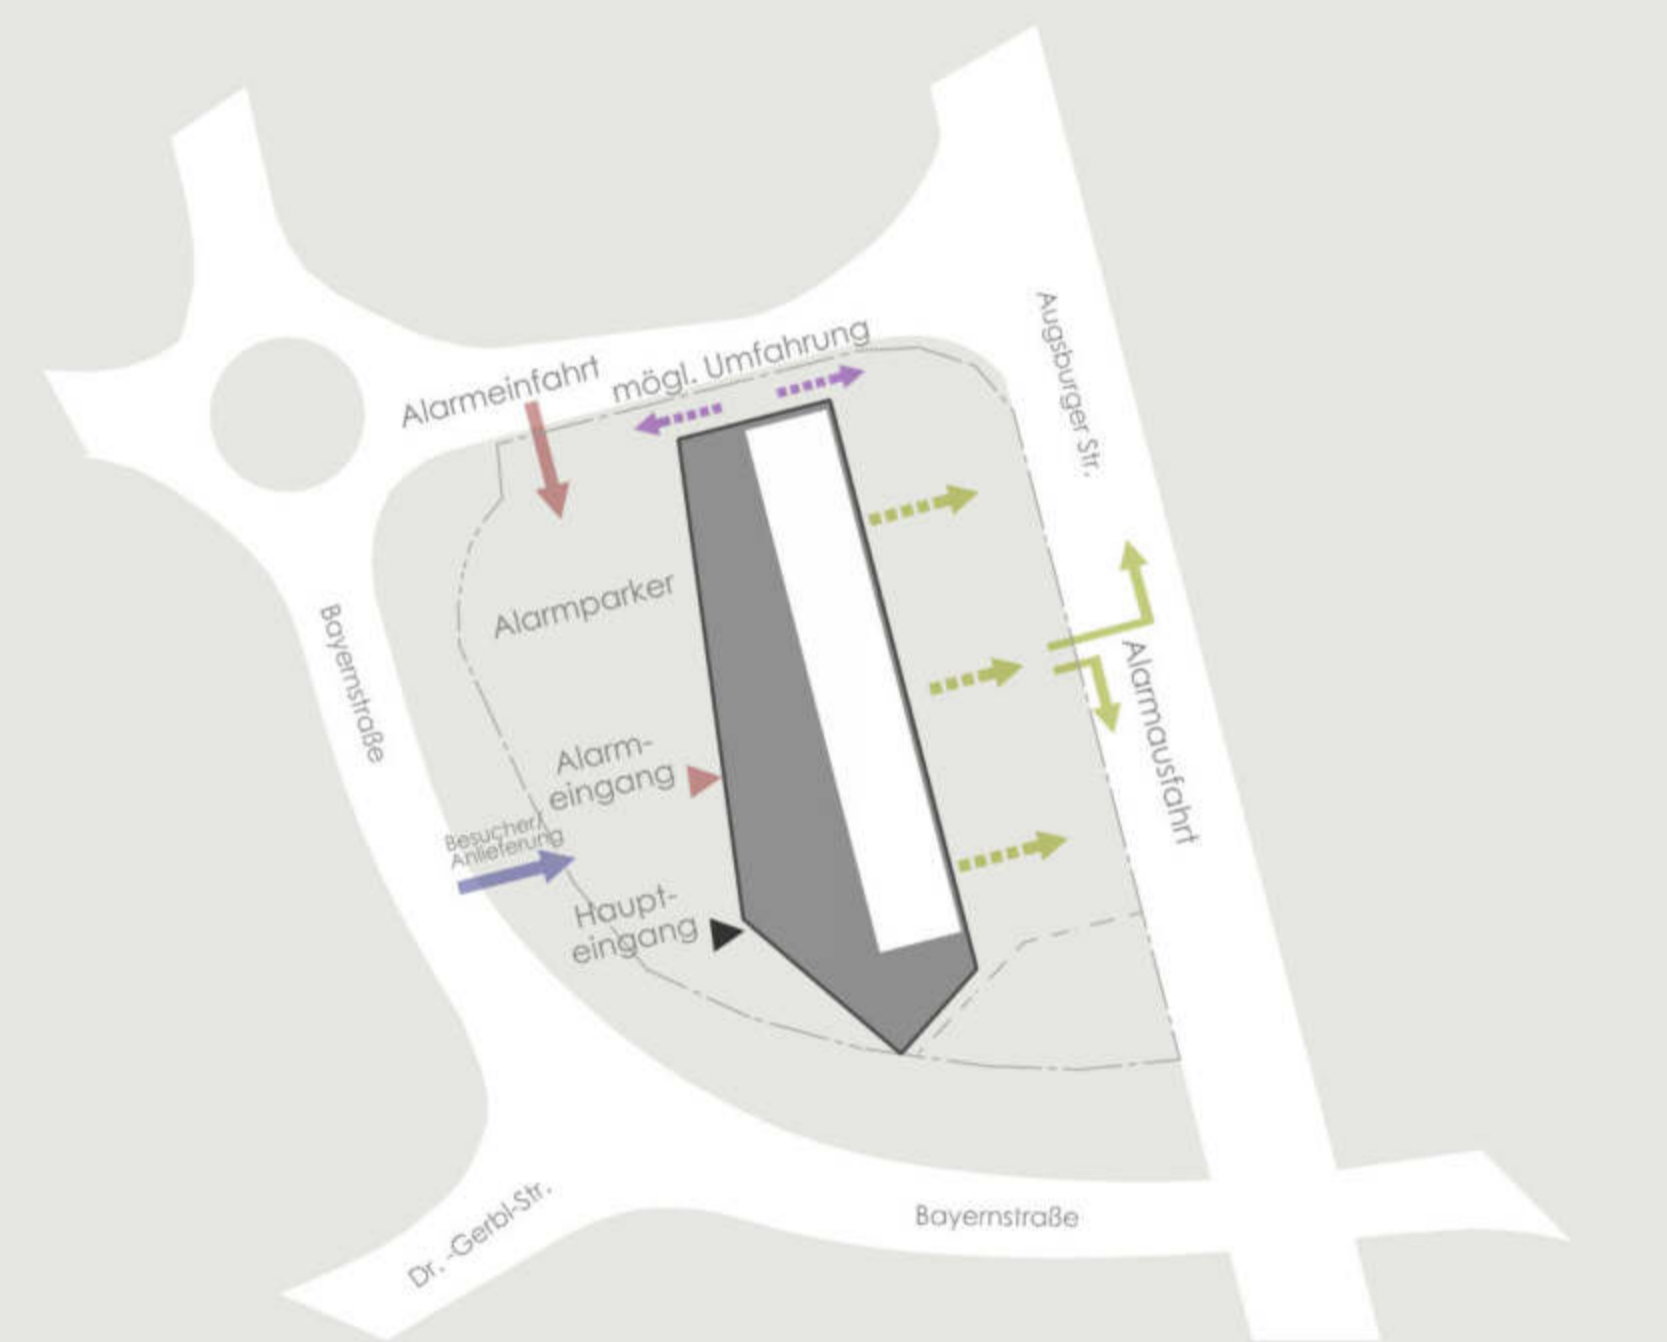 Augsburger Str.
mögl. Umfahrung
Alarmeinfahrt
Alarmparker
Bayernstraße
Alarmausfahrt
Alarm-
eingang
Besucher/
Anlieferung
Haupt-
eingang
Dr. -Gerbl-Str.
Bayernstraße